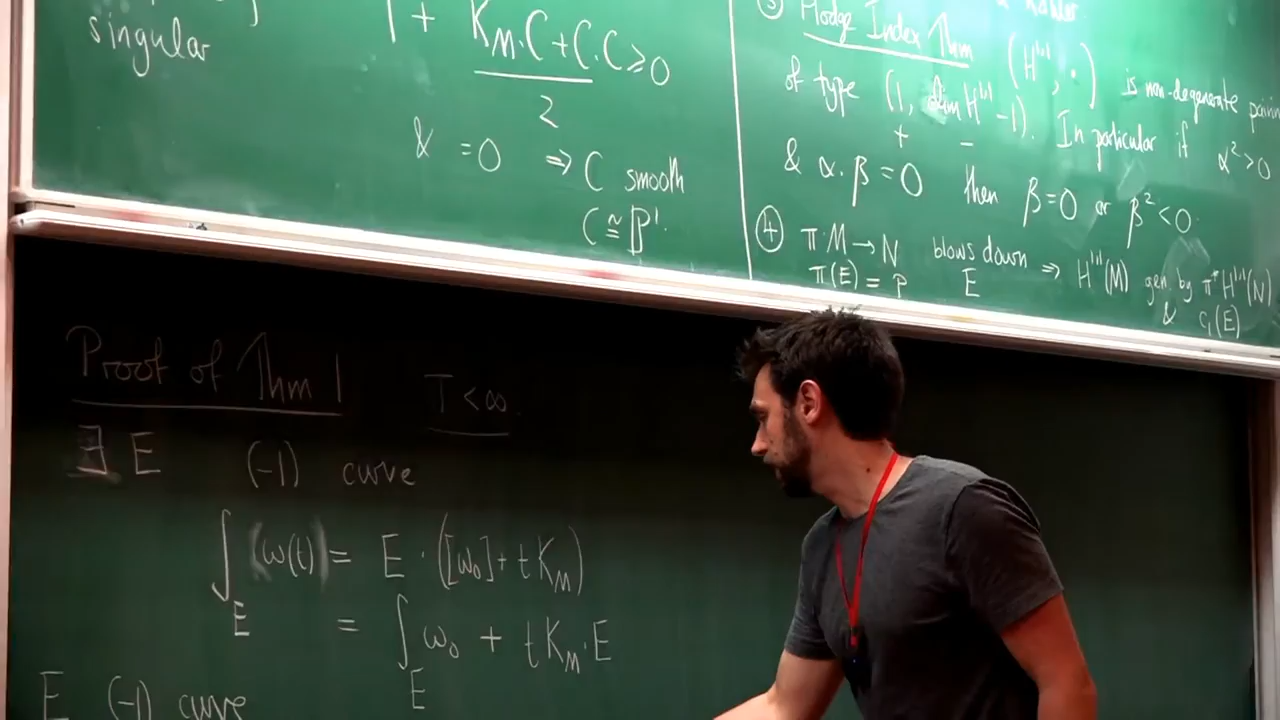 singular
1 + K_M·C + C·C ≥ 0
2
& = 0 ⇒ C smooth
C ≅ ℙ¹.
③ Hodge Index Thm (H^{1,1}, ·) is non-degenerate
of type (1, dim H^{1,1} -1). In particular if α² > 0
+ -
& α.β = 0 then β = 0 or β² < 0.
④ π: M → N blows down ⇒ H^{1,1}(M) gen. by π*H^{1,1}(N)
π(E) = p E & c₁(E)
Proof of Thm 1 T < ∞.
∃ E (-1) curve
∫_E (ω(t)) = E · ([ω₀] + t K_M)
= ∫_E ω₀ + t K_M · E
E (-1) curve